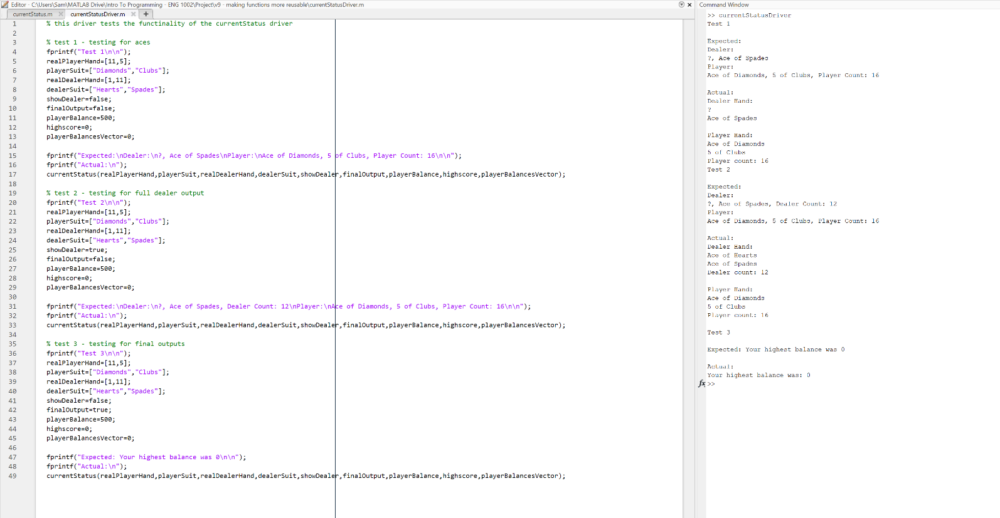 Editor - C:\Users\Sam\MATLAB Drive\Intro To Programming - ENG 1002\Project\v9 - making functions more reusable\currentStatusDriver.m
currentStatus.m
currentStatusDriver.m
1 % this driver tests the functinality of the currentStatus driver
2
3 % test 1 - testing for aces
4 fprintf("Test 1\n\n");
5 realPlayerHand=[11,5];
6 playerSuit=["Diamonds","Clubs"];
7 realDealerHand=[1,11];
8 dealerSuit=["Hearts","Spades"];
9 showDealer=false;
10 finalOutput=false;
11 playerBalance=500;
12 highscore=0;
13 playerBalancesVector=0;
14
15 fprintf("Expected:\nDealer:\n?, Ace of Spades\nPlayer:\nAce of Diamonds, 5 of Clubs, Player Count: 16\n\n");
16 fprintf("Actual:\n");
17 currentStatus(realPlayerHand,playerSuit,realDealerHand,dealerSuit,showDealer,finalOutput,playerBalance,highscore,playerBalancesVector);
18
19 % test 2 - testing for full dealer output
20 fprintf("Test 2\n\n");
21 realPlayerHand=[11,5];
22 playerSuit=["Diamonds","Clubs"];
23 realDealerHand=[1,11];
24 dealerSuit=["Hearts","Spades"];
25 showDealer=true;
26 finalOutput=false;
27 playerBalance=500;
28 highscore=0;
29 playerBalancesVector=0;
30
31 fprintf("Expected:\nDealer:\n?, Ace of Spades, Dealer Count: 12\nPlayer:\nAce of Diamonds, 5 of Clubs, Player Count: 16\n\n");
32 fprintf("Actual:\n");
33 currentStatus(realPlayerHand,playerSuit,realDealerHand,dealerSuit,showDealer,finalOutput,playerBalance,highscore,playerBalancesVector);
34
35 % test 3 - testing for final outputs
36 fprintf("Test 3\n\n");
37 realPlayerHand=[11,5];
38 playerSuit=["Diamonds","Clubs"];
39 realDealerHand=[1,11];
40 dealerSuit=["Hearts","Spades"];
41 showDealer=false;
42 finalOutput=true;
43 playerBalance=500;
44 highscore=0;
45 playerBalancesVector=0;
46
47 fprintf("Expected: Your highest balance was 0\n\n");
48 fprintf("Actual:\n");
49 currentStatus(realPlayerHand,playerSuit,realDealerHand,dealerSuit,showDealer,finalOutput,playerBalance,highscore,playerBalancesVector);
Command Window
>> currentStatusDriver
Test 1
Expected:
Dealer:
?, Ace of Spades
Player:
Ace of Diamonds, 5 of Clubs, Player Count: 16
Actual:
Dealer Hand:
?
Ace of Spades
Player Hand:
Ace of Diamonds
5 of Clubs
Player count: 16
Test 2
Expected:
Dealer:
?, Ace of Spades, Dealer Count: 12
Player:
Ace of Diamonds, 5 of Clubs, Player Count: 16
Actual:
Dealer Hand:
Ace of Hearts
Ace of Spades
Dealer count: 12
Player Hand:
Ace of Diamonds
5 of Clubs
Player count: 16
Test 3
Expected: Your highest balance was 0
Actual:
Your highest balance was: 0
fx >>